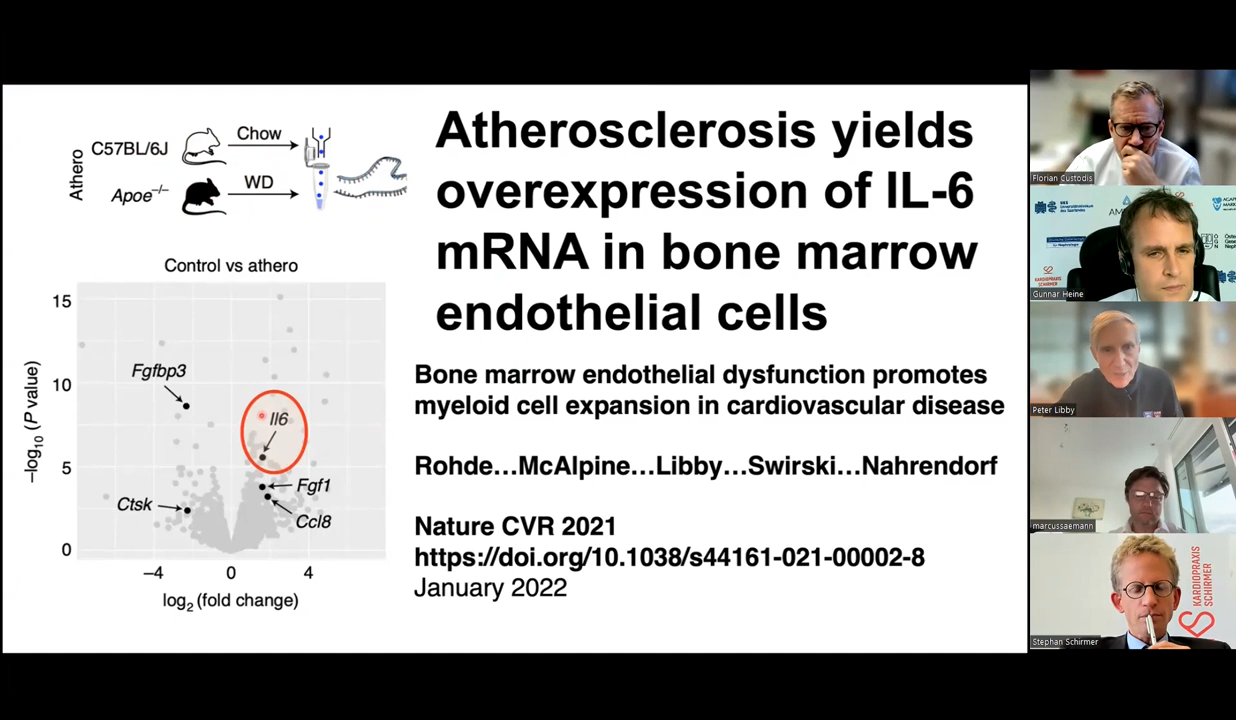 Athero
C57BL/6J
Chow
Apoe–/–
WD
Control vs athero
–log10 (P value)
15
10
5
0
Fgfbp3
Il6
Fgf1
Ctsk
Ccl8
–4
0
4
log2 (fold change)
Atherosclerosis yields
overexpression of IL-6
mRNA in bone marrow
endothelial cells
Bone marrow endothelial dysfunction promotes
myeloid cell expansion in cardiovascular disease
Rohde...McAlpine...Libby...Swirski...Nahrendorf
Nature CVR 2021
https://doi.org/10.1038/s44161-021-00002-8
January 2022
Florian Custodis
Gunnar Heine
KARDIOPRAXIS
SCHIRMER
Peter Libby
marcussaemann
KARDIOPRAXIS
SCHIRMER
Stephan Schirmer